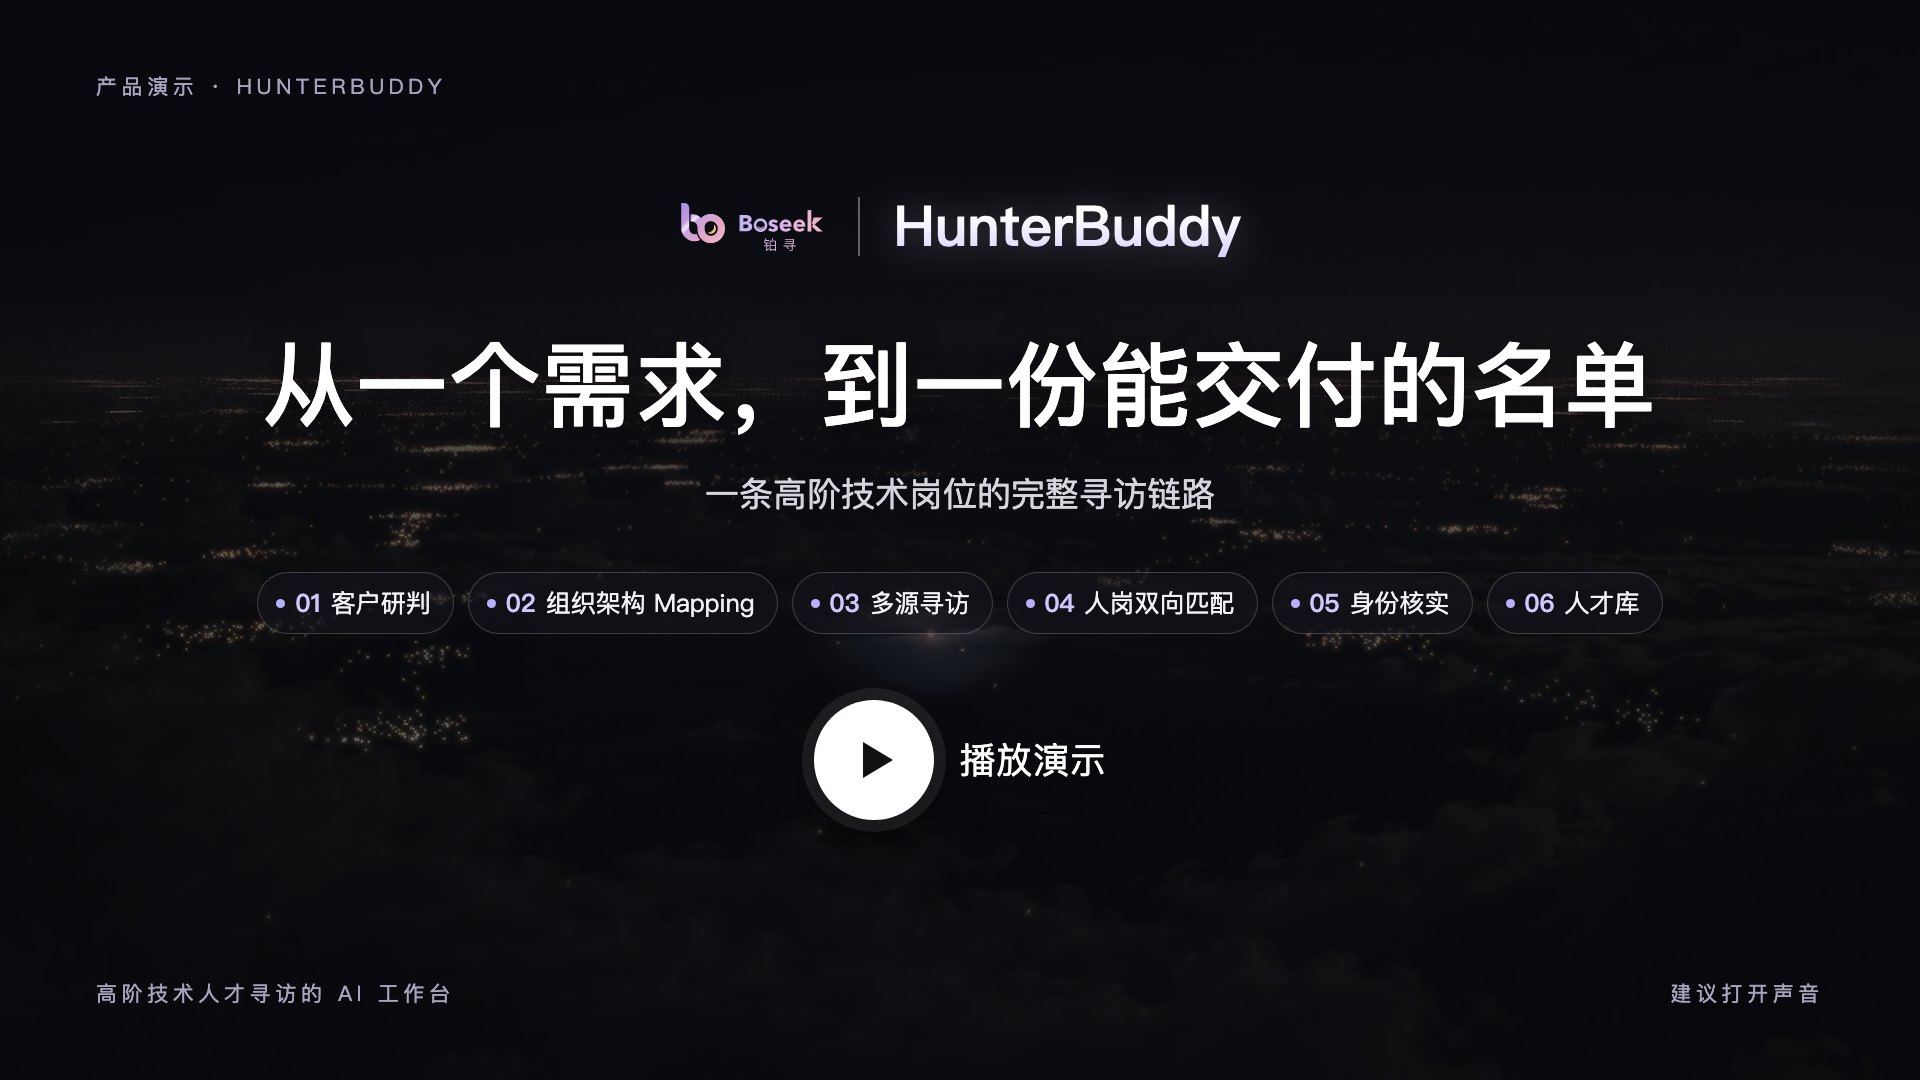 产品演示 · HUNTERBUDDY
Boseek
铂寻
HunterBuddy
从一个需求，到一份能交付的名单
一条高阶技术岗位的完整寻访链路
01 客户研判
02 组织架构 Mapping
03 多源寻访
04 人岗双向匹配
05 身份核实
06 人才库
播放演示
高阶技术人才寻访的 AI 工作台
建议打开声音